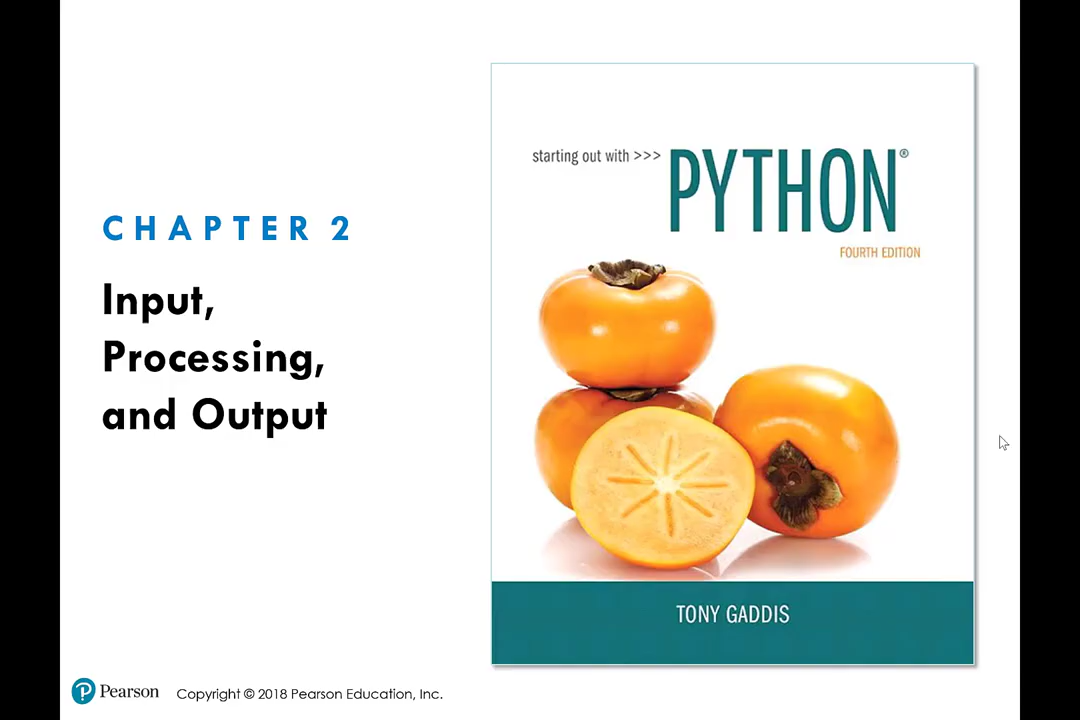 CHAPTER 2
Input,
Processing,
and Output
starting out with >>> PYTHON®
FOURTH EDITION
TONY GADDIS
Pearson Copyright © 2018 Pearson Education, Inc.